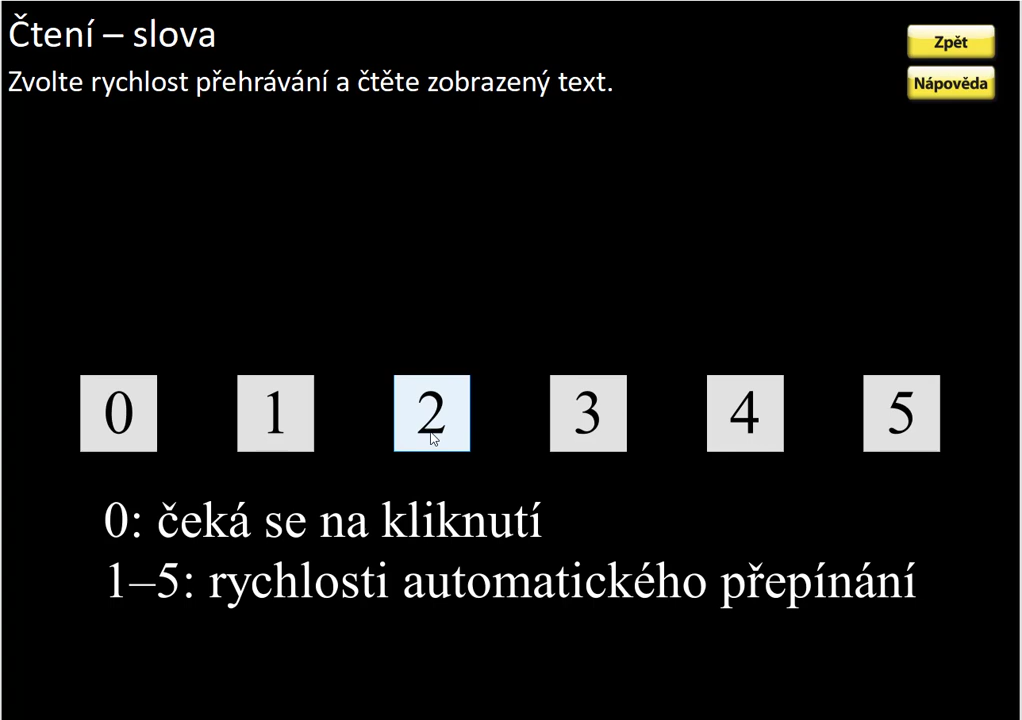 Čtení – slova
Zvolte rychlost přehrávání a čtěte zobrazený text.
Zpět
Nápověda
0 1 2 3 4 5
0: čeká se na kliknutí
1–5: rychlosti automatického přepínání